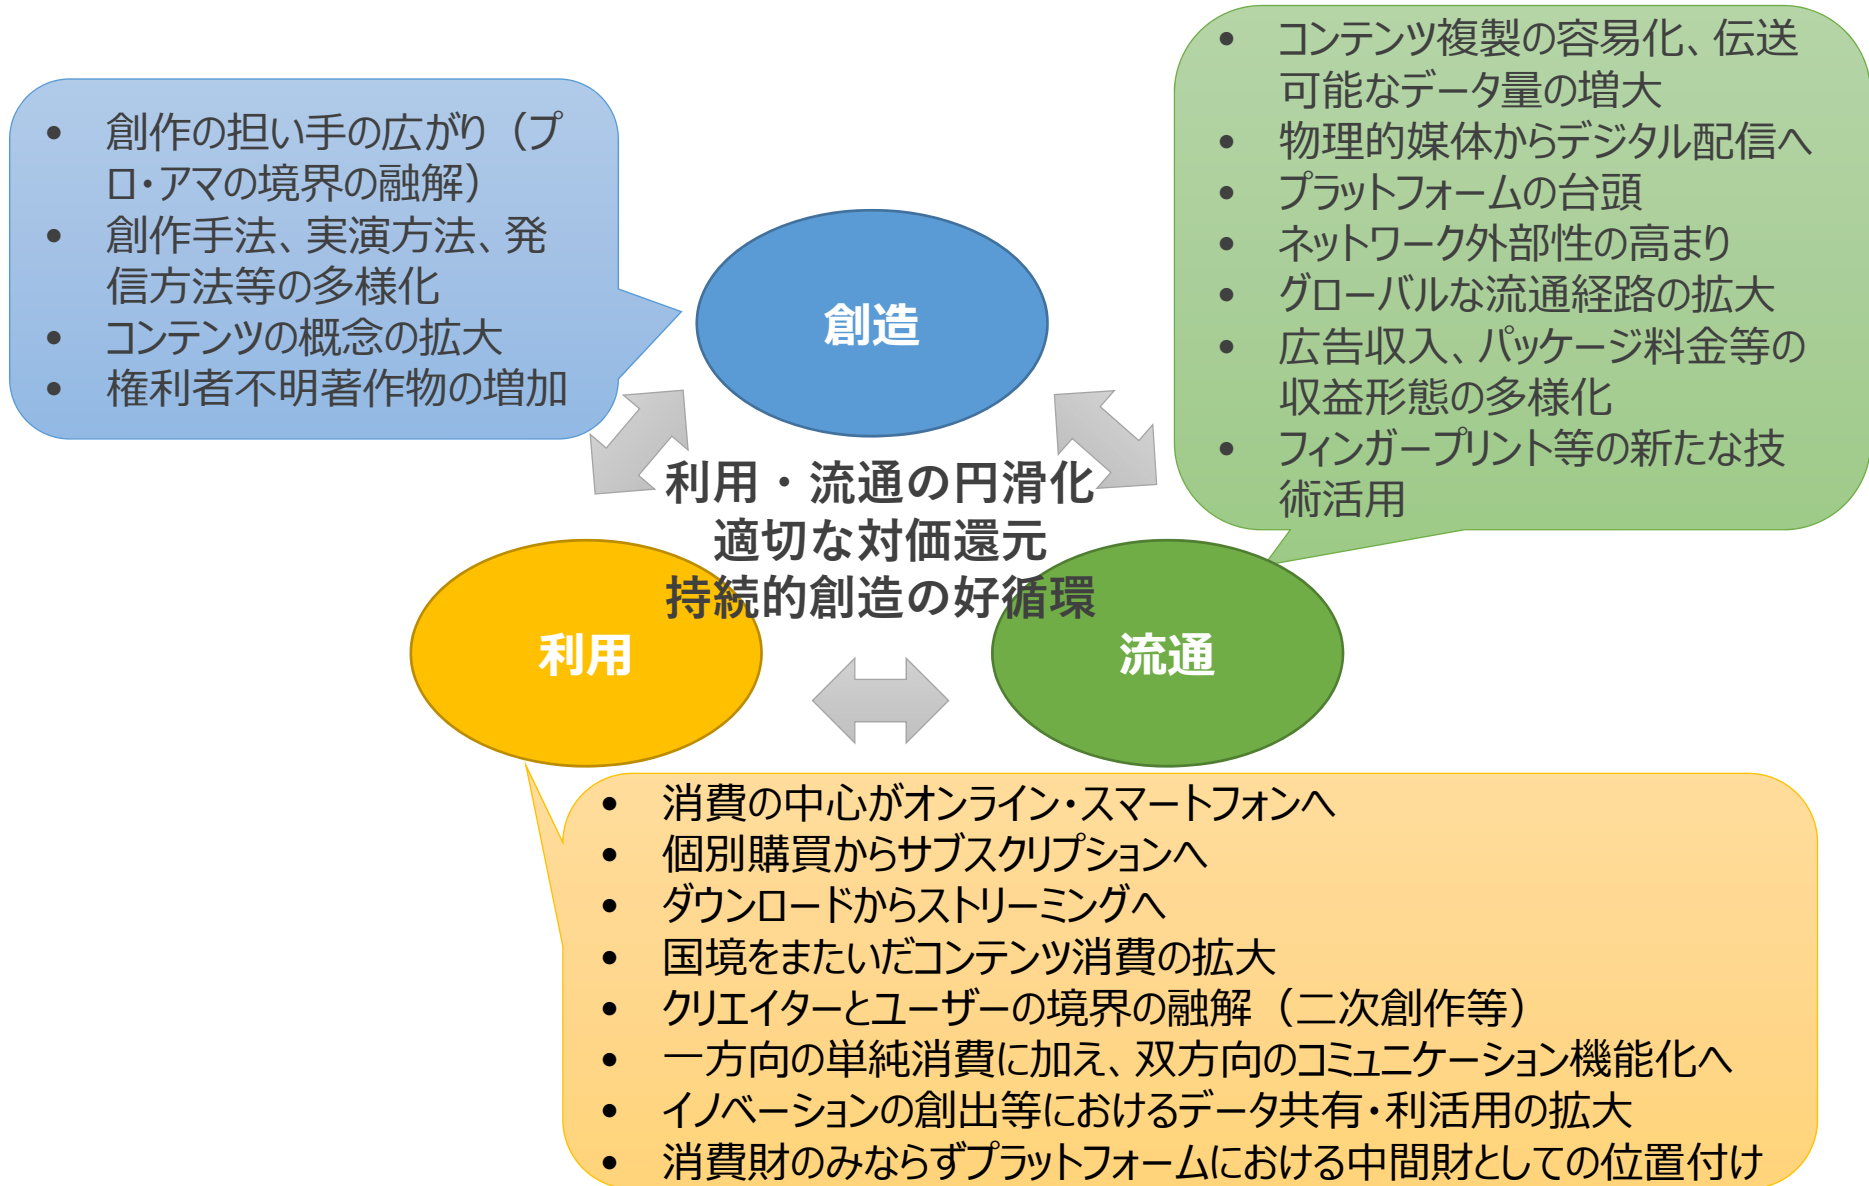 • 創作の担い手の広がり（プ
ロ・アマの境界の融解）
• 創作手法、実演方法、発
信方法等の多様化
• コンテンツの概念の拡大
• 権利者不明著作物の増加
• コンテンツ複製の容易化、伝送
可能なデータ量の増大
• 物理的媒体からデジタル配信へ
• プラットフォームの台頭
• ネットワーク外部性の高まり
• グローバルな流通経路の拡大
• 広告収入、パッケージ料金等の
収益形態の多様化
• フィンガープリント等の新たな技
術活用
創造
利用・流通の円滑化
適切な対価還元
持続的創造の好循環
利用
流通
• 消費の中心がオンライン・スマートフォンへ
• 個別購買からサブスクリプションへ
• ダウンロードからストリーミングへ
• 国境をまたいだコンテンツ消費の拡大
• クリエイターとユーザーの境界の融解（二次創作等）
• 一方向の単純消費に加え、双方向のコミュニケーション機能化へ
• イノベーションの創出等におけるデータ共有・利活用の拡大
• 消費財のみならずプラットフォームにおける中間財としての位置付け